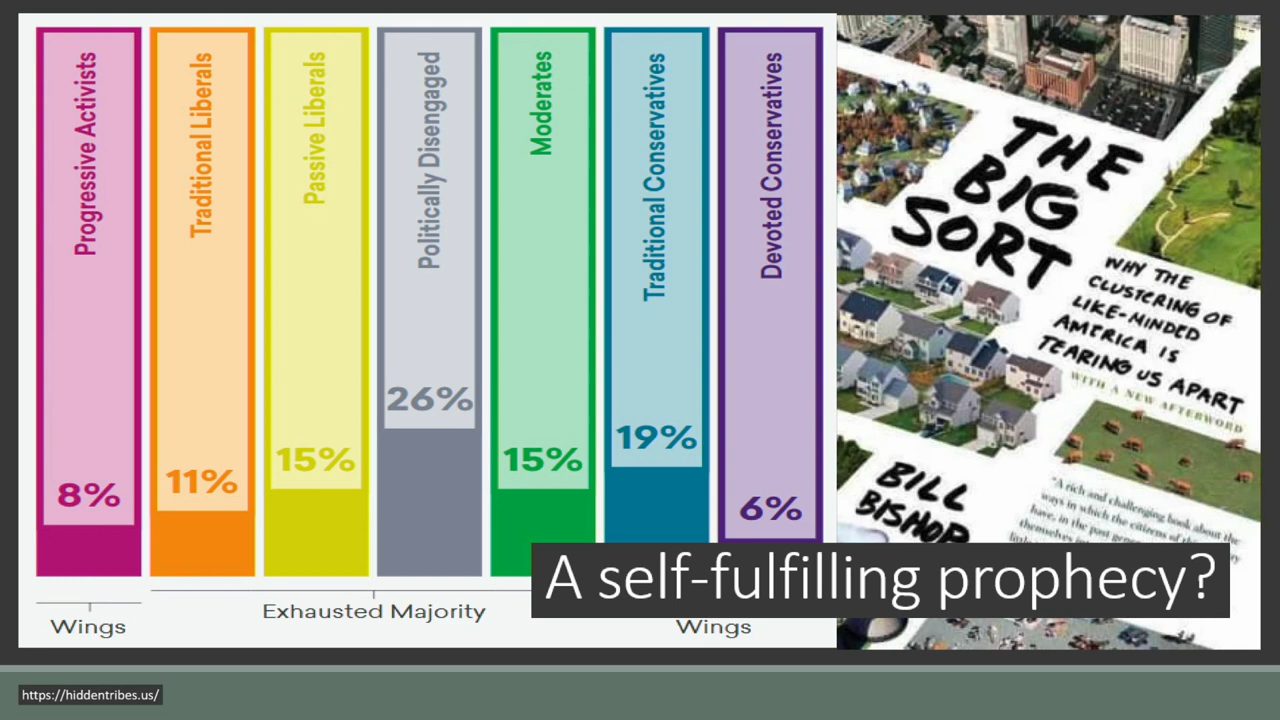 Progressive Activists
8%
Traditional Liberals
11%
Passive Liberals
15%
Politically Disengaged
26%
Moderates
15%
Traditional Conservatives
19%
Devoted Conservatives
6%
Wings
Exhausted Majority
Wings
THE
BIG
SORT
WHY THE
CLUSTERING OF
LIKE-MINDED
AMERICA IS
TEARING US APART
WITH A NEW AFTERWORD
BILL
BISHOP
"A rich and challenging book about the
ways in which the citizens of
have, in the past
themselves
A self-fulfilling prophecy?
https://hiddentribes.us/